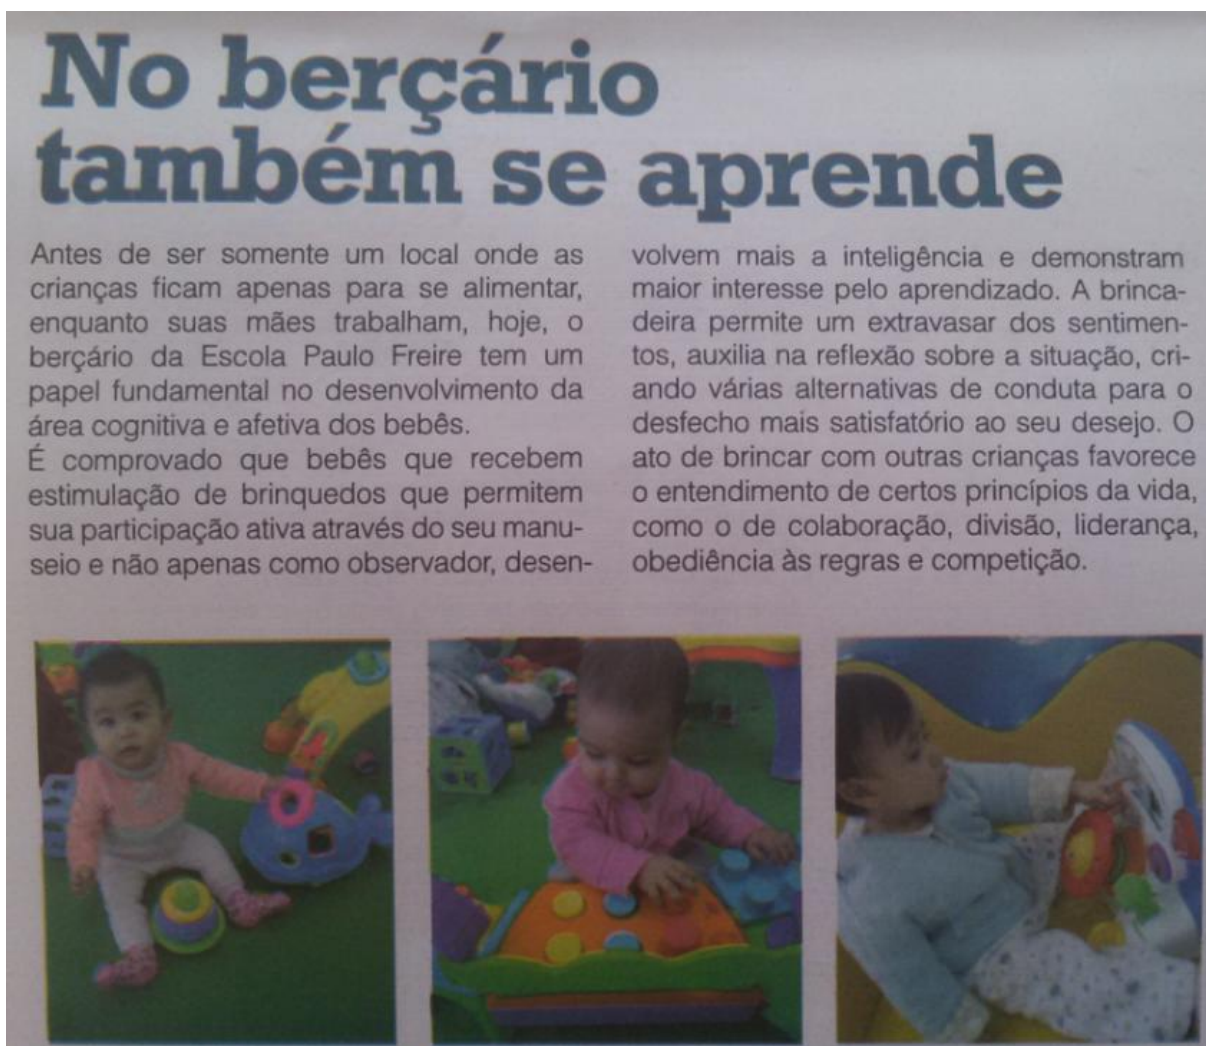 No berçário
também se aprende
Antes de ser somente um local onde as
crianças ficam apenas para se alimentar,
enquanto suas mães trabalham, hoje, o
berçário da Escola Paulo Freire tem um
papel fundamental no desenvolvimento da
área cognitiva e afetiva dos bebês.
É comprovado que bebês que recebem
estimulação de brinquedos que permitem
sua participação ativa através do seu manu-
seio e não apenas como observador, desen-
volvem mais a inteligência e demonstram
maior interesse pelo aprendizado. A brinca-
deira permite um extravasar dos sentimen-
tos, auxilia na reflexão sobre a situação, cri-
ando várias alternativas de conduta para o
desfecho mais satisfatório ao seu desejo. O
ato de brincar com outras crianças favorece
o entendimento de certos princípios da vida,
como o de colaboração, divisão, liderança,
obediência às regras e competição.